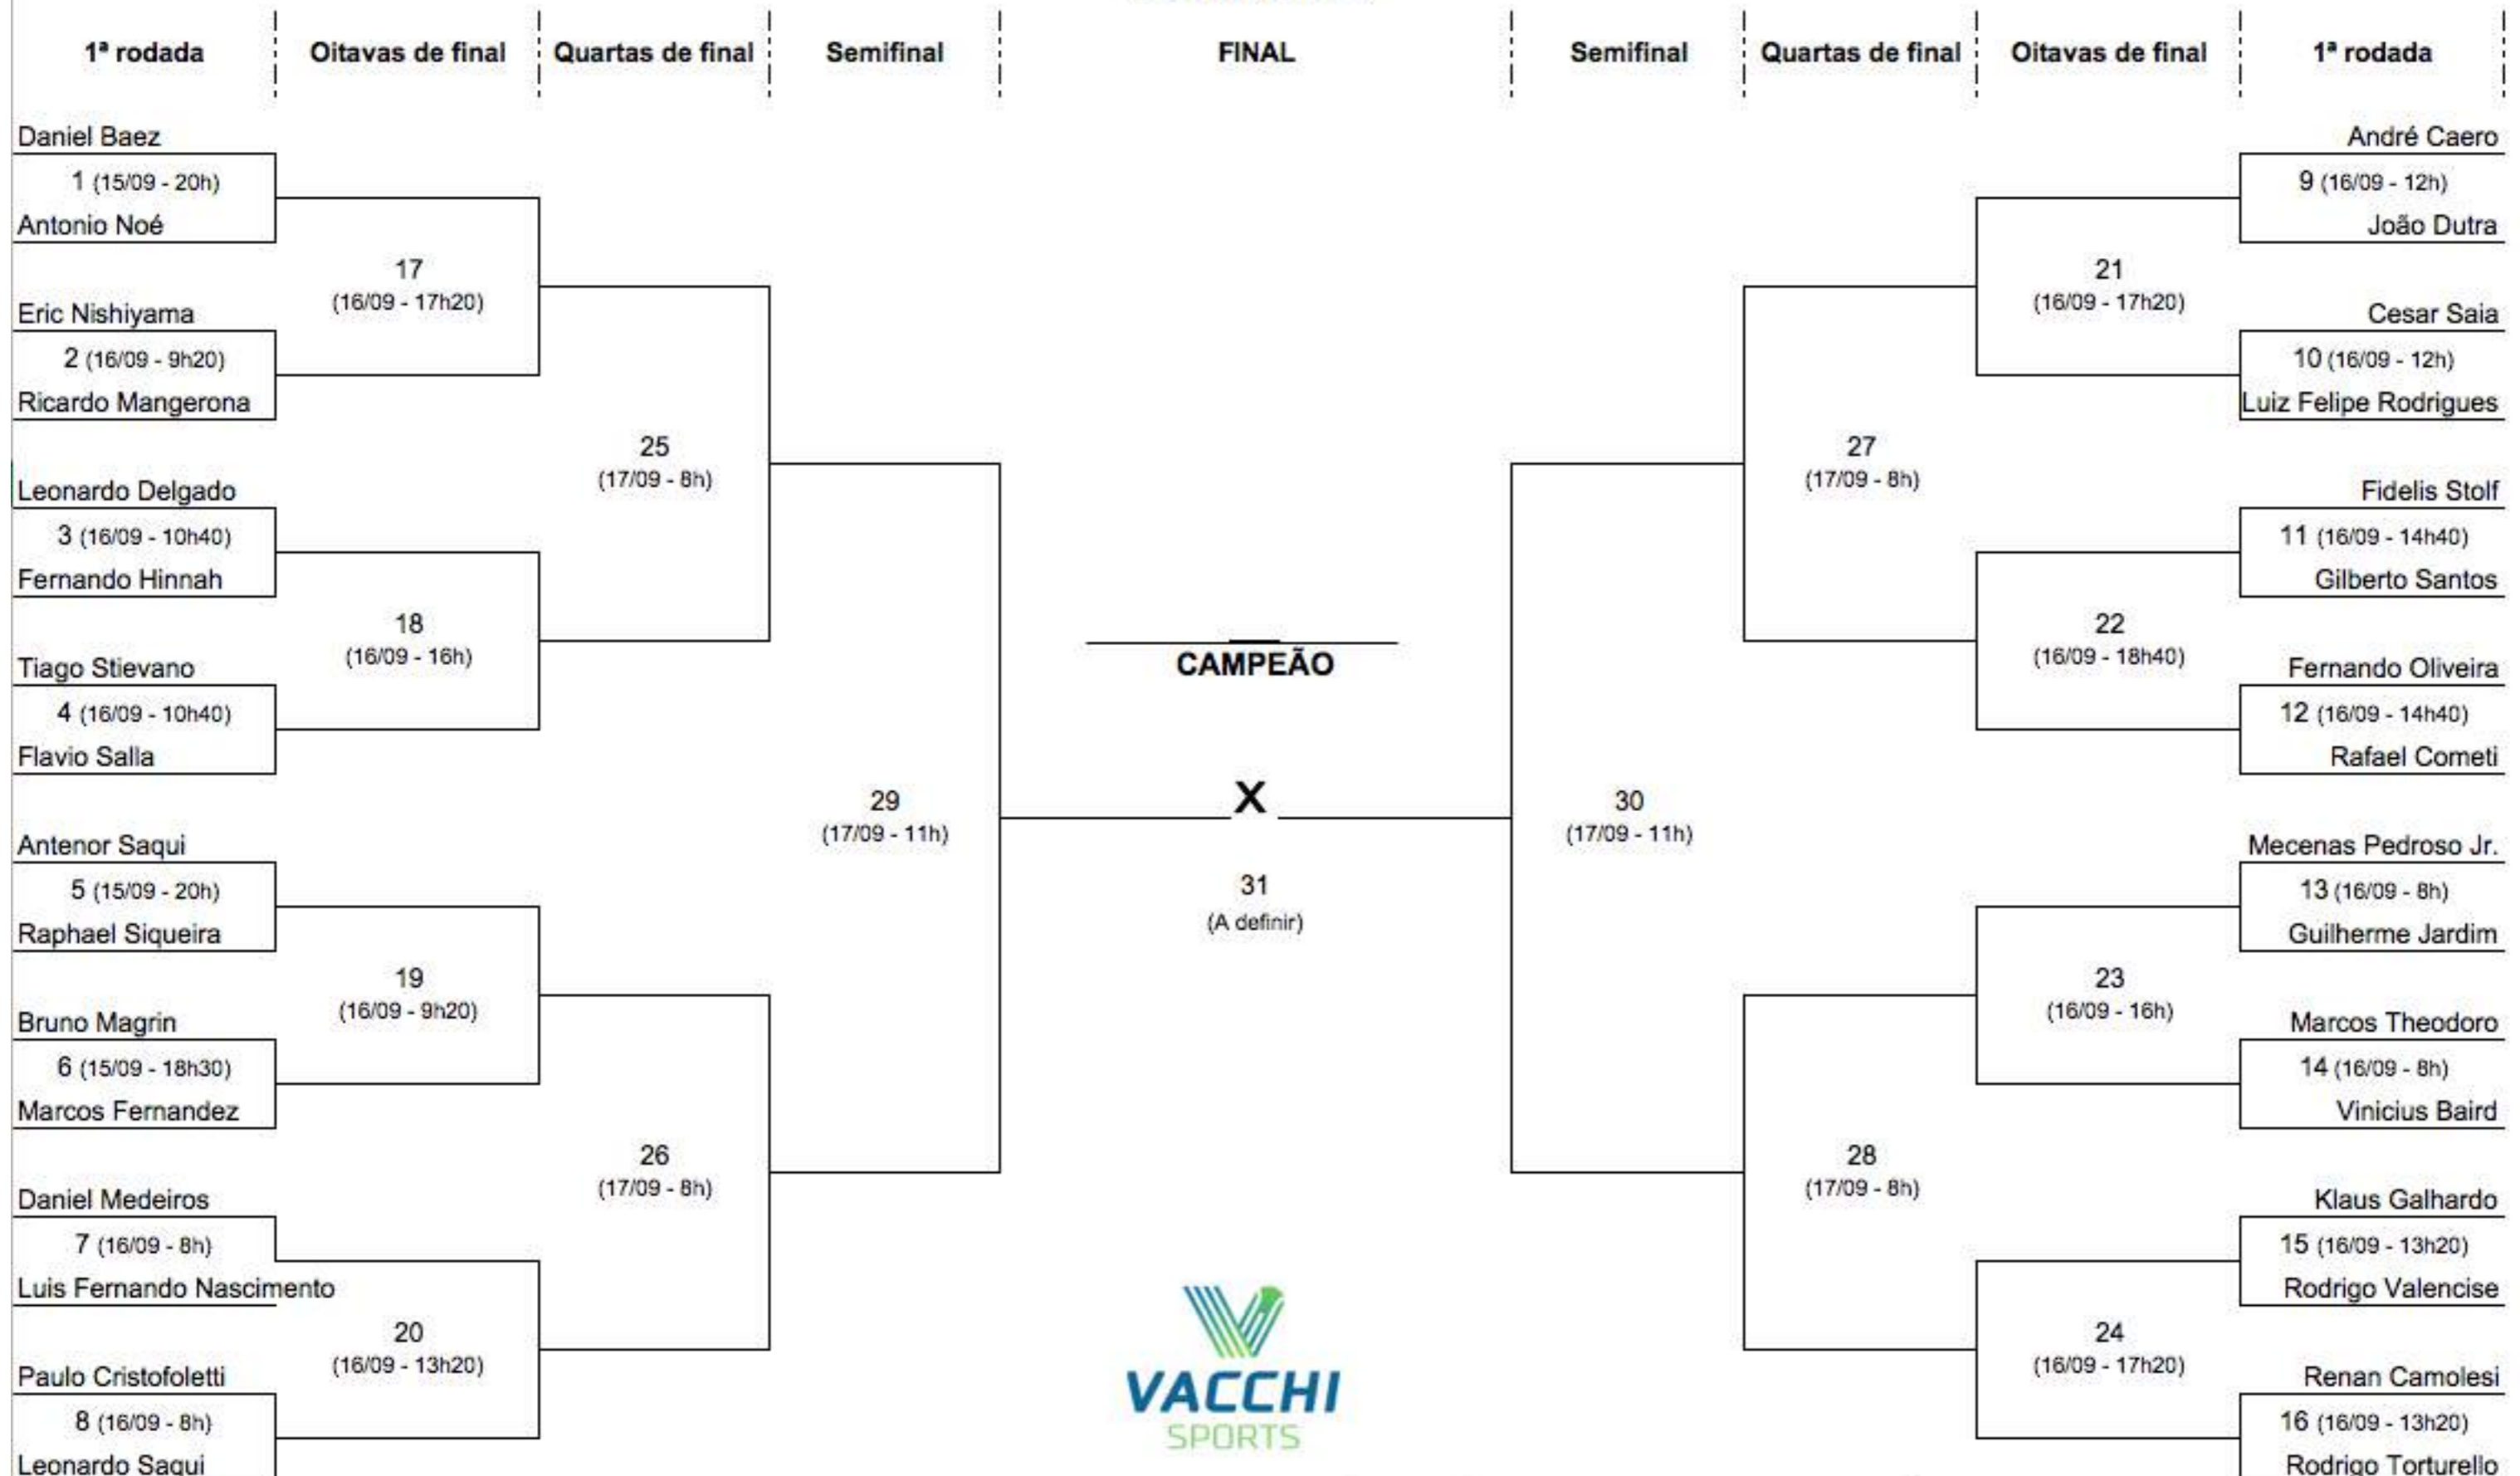 1ª rodada
Oitavas de final
Quartas de final
Semifinal
FINAL
Semifinal
Quartas de final
Oitavas de final
1ª rodada
Daniel Baez
1 (15/09 - 20h)
Antonio Noé
Eric Nishiyama
2 (16/09 - 9h20)
Ricardo Mangerona
Leonardo Delgado
3 (16/09 - 10h40)
Fernando Hinnah
Tiago Stievano
4 (16/09 - 10h40)
Flavio Salla
Antenor Saqui
5 (15/09 - 20h)
Raphael Siqueira
Bruno Magrin
6 (15/09 - 18h30)
Marcos Fernandez
Daniel Medeiros
7 (16/09 - 8h)
Luis Fernando Nascimento
Paulo Cristofoletti
8 (16/09 - 8h)
Leonardo Saqui
17
(16/09 - 17h20)
18
(16/09 - 16h)
19
(16/09 - 9h20)
20
(16/09 - 13h20)
25
(17/09 - 8h)
26
(17/09 - 8h)
29
(17/09 - 11h)
CAMPEÃO
X
31
(A definir)
VACCHI
SPORTS
30
(17/09 - 11h)
27
(17/09 - 8h)
28
(17/09 - 8h)
21
(16/09 - 17h20)
22
(16/09 - 18h40)
23
(16/09 - 16h)
24
(16/09 - 17h20)
André Caero
9 (16/09 - 12h)
João Dutra
Cesar Saia
10 (16/09 - 12h)
Luiz Felipe Rodrigues
Fidelis Stolf
11 (16/09 - 14h40)
Gilberto Santos
Fernando Oliveira
12 (16/09 - 14h40)
Rafael Cometi
Mecenas Pedroso Jr.
13 (16/09 - 8h)
Guilherme Jardim
Marcos Theodoro
14 (16/09 - 8h)
Vinicius Baird
Klaus Galhardo
15 (16/09 - 13h20)
Rodrigo Valencise
Renan Camolesi
16 (16/09 - 13h20)
Rodrigo Torturello